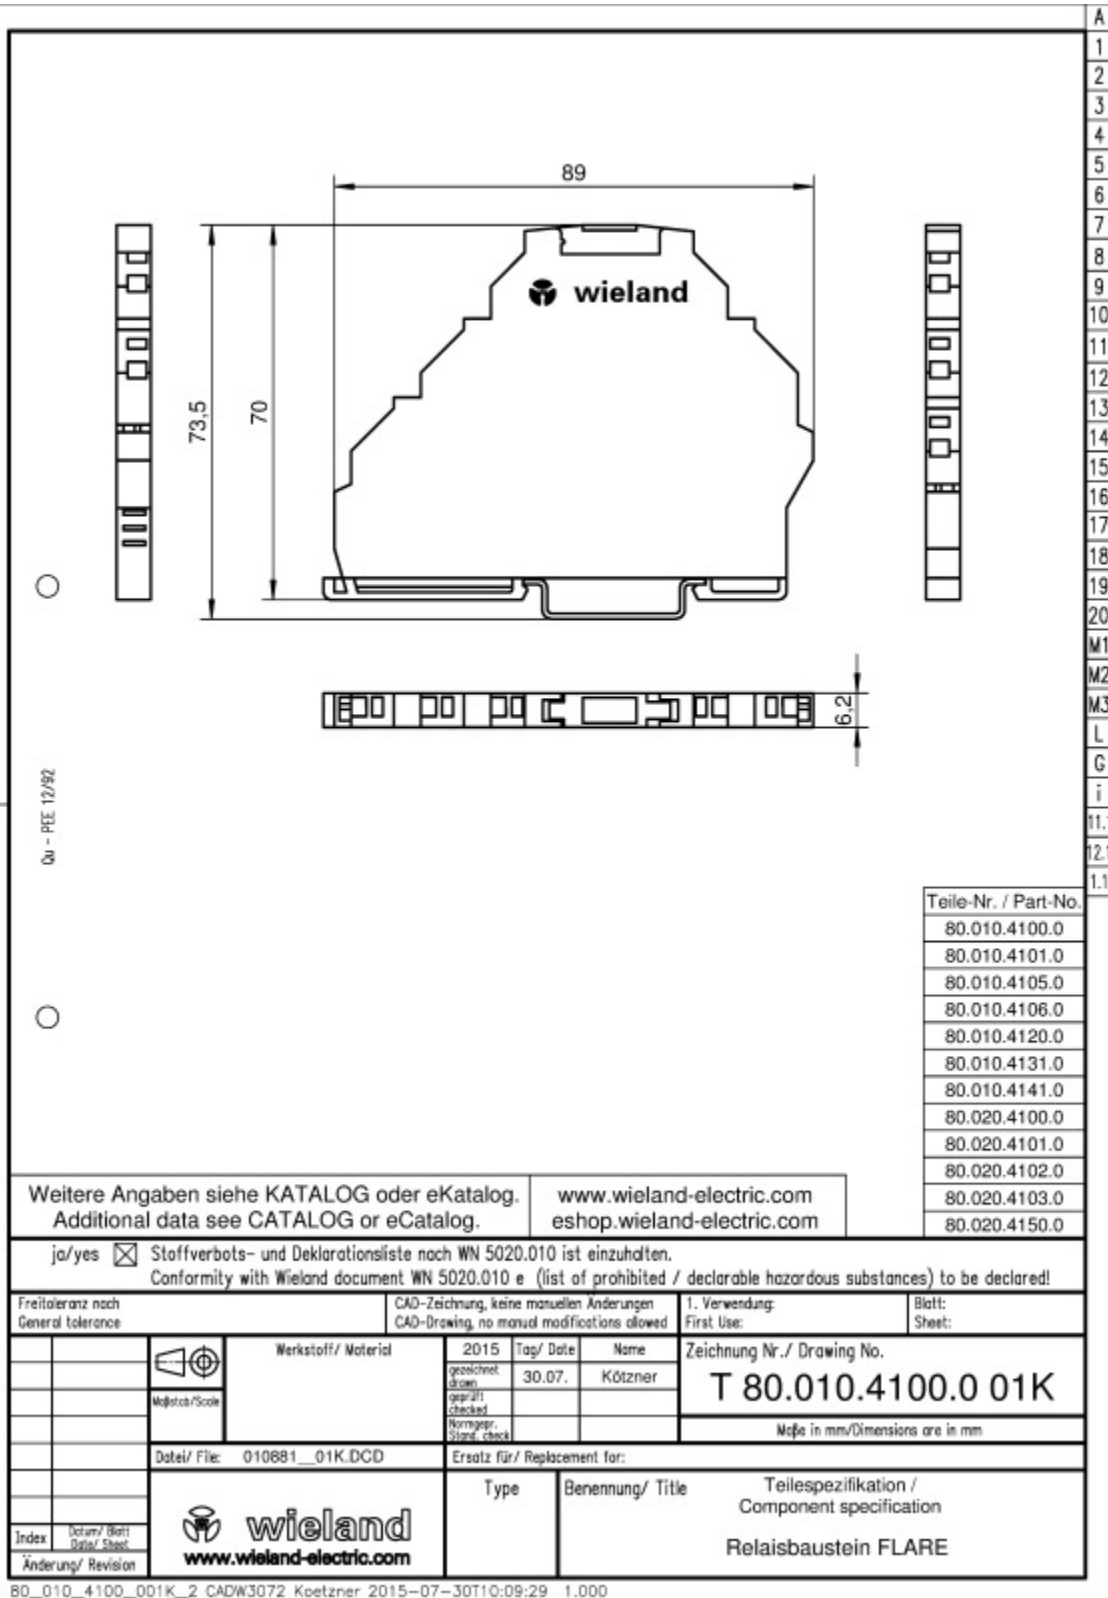 A
1
2
3
4
5
6
7
8
9
10
11
12
13
14
15
16
17
18
19
20
M1
M2
M3
L
G
i
11.
12.1
1.1
89
wieland
73,5
70
6,2
Qu - PEE 12/92
Teile-Nr. / Part-No.
80.010.4100.0
80.010.4101.0
80.010.4105.0
80.010.4106.0
80.010.4120.0
80.010.4131.0
80.010.4141.0
80.020.4100.0
80.020.4101.0
80.020.4102.0
80.020.4103.0
80.020.4150.0
Weitere Angaben siehe KATALOG oder eKatalog.
Additional data see CATALOG or eCatalog.
www.wieland-electric.com
eshop.wieland-electric.com
ja/yes Stoffverbots- und Deklarationsliste nach WN 5020.010 ist einzuhalten.
Conformity with Wieland document WN 5020.010 e (list of prohibited / declarable hazardous substances) to be declared!
Freitoleranz nach
General tolerance
CAD-Zeichnung, keine manuellen Änderungen
CAD-Drawing, no manual modifications allowed
1. Verwendung:
First Use:
Blatt:
Sheet:
Maßstab/Scale
Werkstoff/ Material
2015 Tag/ Date Name
gezeichnet
drawn
30.07. Kötzner
geprüft
checked
Normgepr.
Stand. check
Zeichnung Nr./ Drawing No.
T 80.010.4100.0 01K
Maße in mm/Dimensions are in mm
Datei/ File: 010881__01K.DCD
Ersatz für/ Replacement for:
Type
Benennung/ Title
Teilespezifikation /
Component specification
Relaisbaustein FLARE
wieland
www.wieland-electric.com
Index
Datum/ Blatt
Date/ Sheet
Änderung/ Revision
80_010_4100_001K_2 CADW3072 Koetzner 2015-07-30T10:09:29 1.000